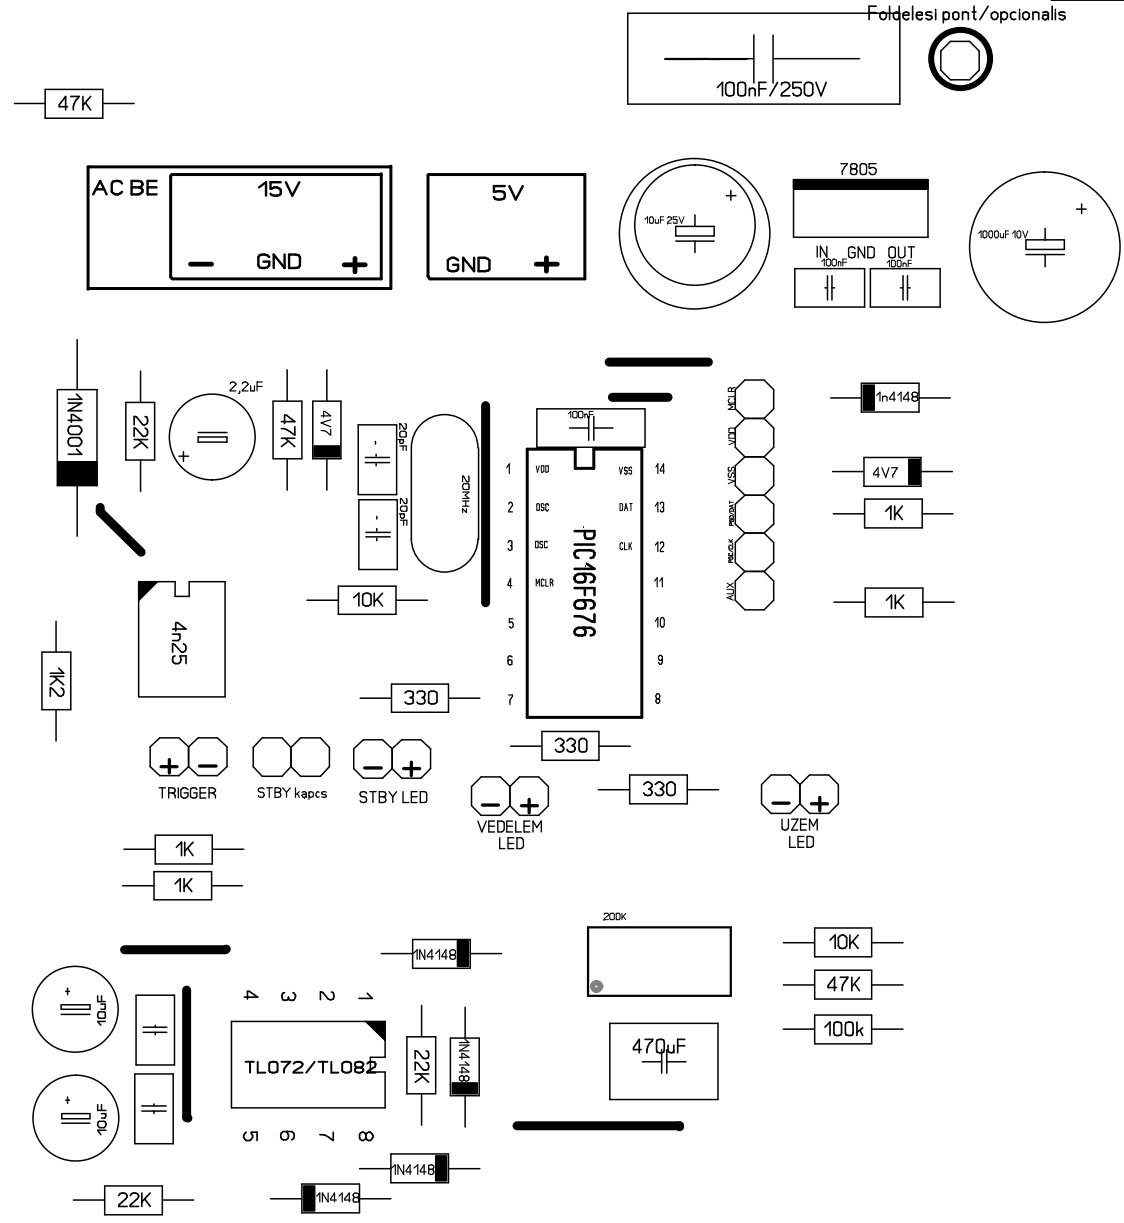 Foldelesi pont/opcionalis
100nF/250V
47K
7805
AC BE
15V
5V
10uF 25V
1000uF 10V
IN GND OUT
100nF
100nF
GND
GND
2,2uF
1N4001
22K
47K
4V7
20pF
20pF
20MHz
100nF
MCLR
VDD
VSS
PGD/DAT
PGC/CLK
AUX
1n4148
4V7
1K
1K
1 VDD VSS 14
2 OSC DAT 13
3 OSC CLK 12
4 MCLR 11
5 10
6 9
7 8
PIC16F676
10K
4n25
1K2
330
330
330
TRIGGER
STBY kapcs
STBY LED
VEDELEM
LED
UZEM
LED
1K
1K
200K
1N4148
10K
47K
100k
10uF
10uF
4 3 2 1
TL072/TL082
5 6 7 8
22K
1N4148
470uF
1N4148
1N4148
22K